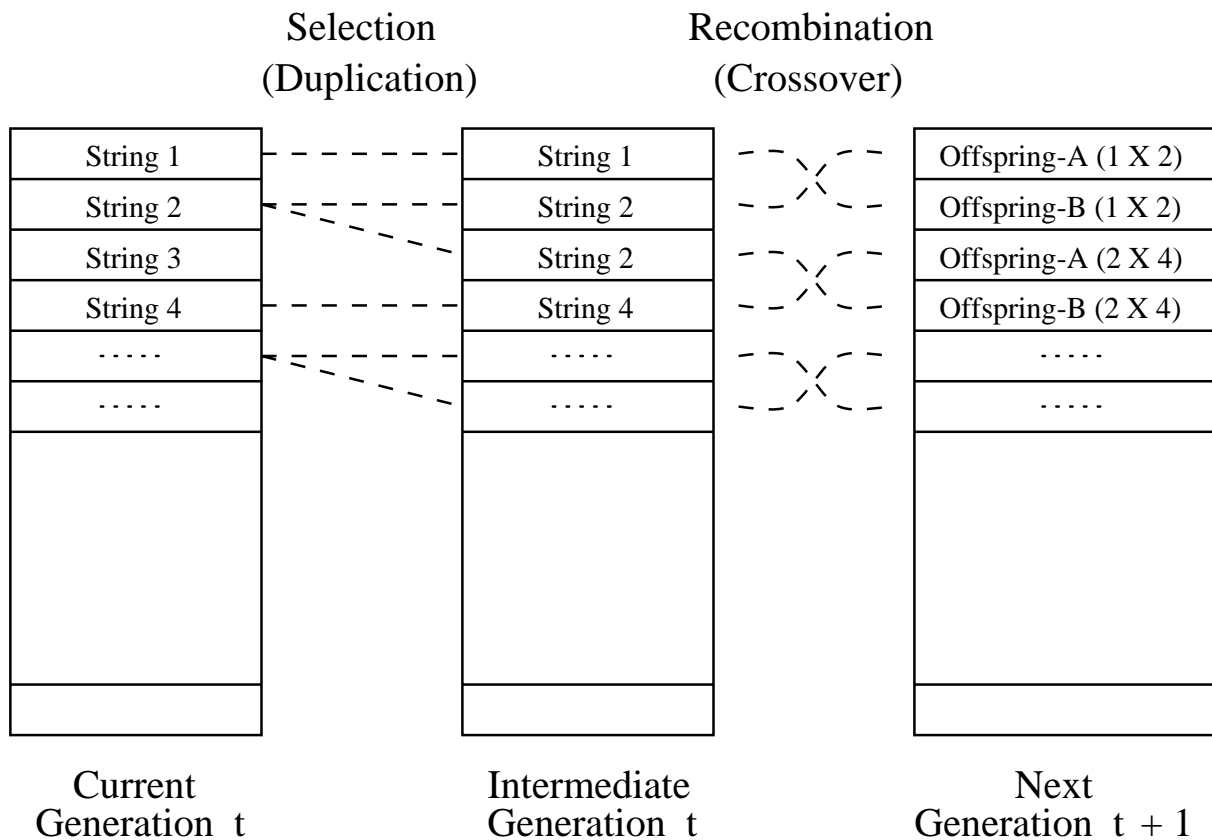 Selection
(Duplication)
Recombination
(Crossover)
String 1
String 2
String 3
String 4
-----
-----
Current
Generation t
String 1
String 2
String 2
String 4
-----
-----
Intermediate
Generation t
Offspring-A (1 X 2)
Offspring-B (1 X 2)
Offspring-A (2 X 4)
Offspring-B (2 X 4)
-----
-----
Next
Generation t + 1